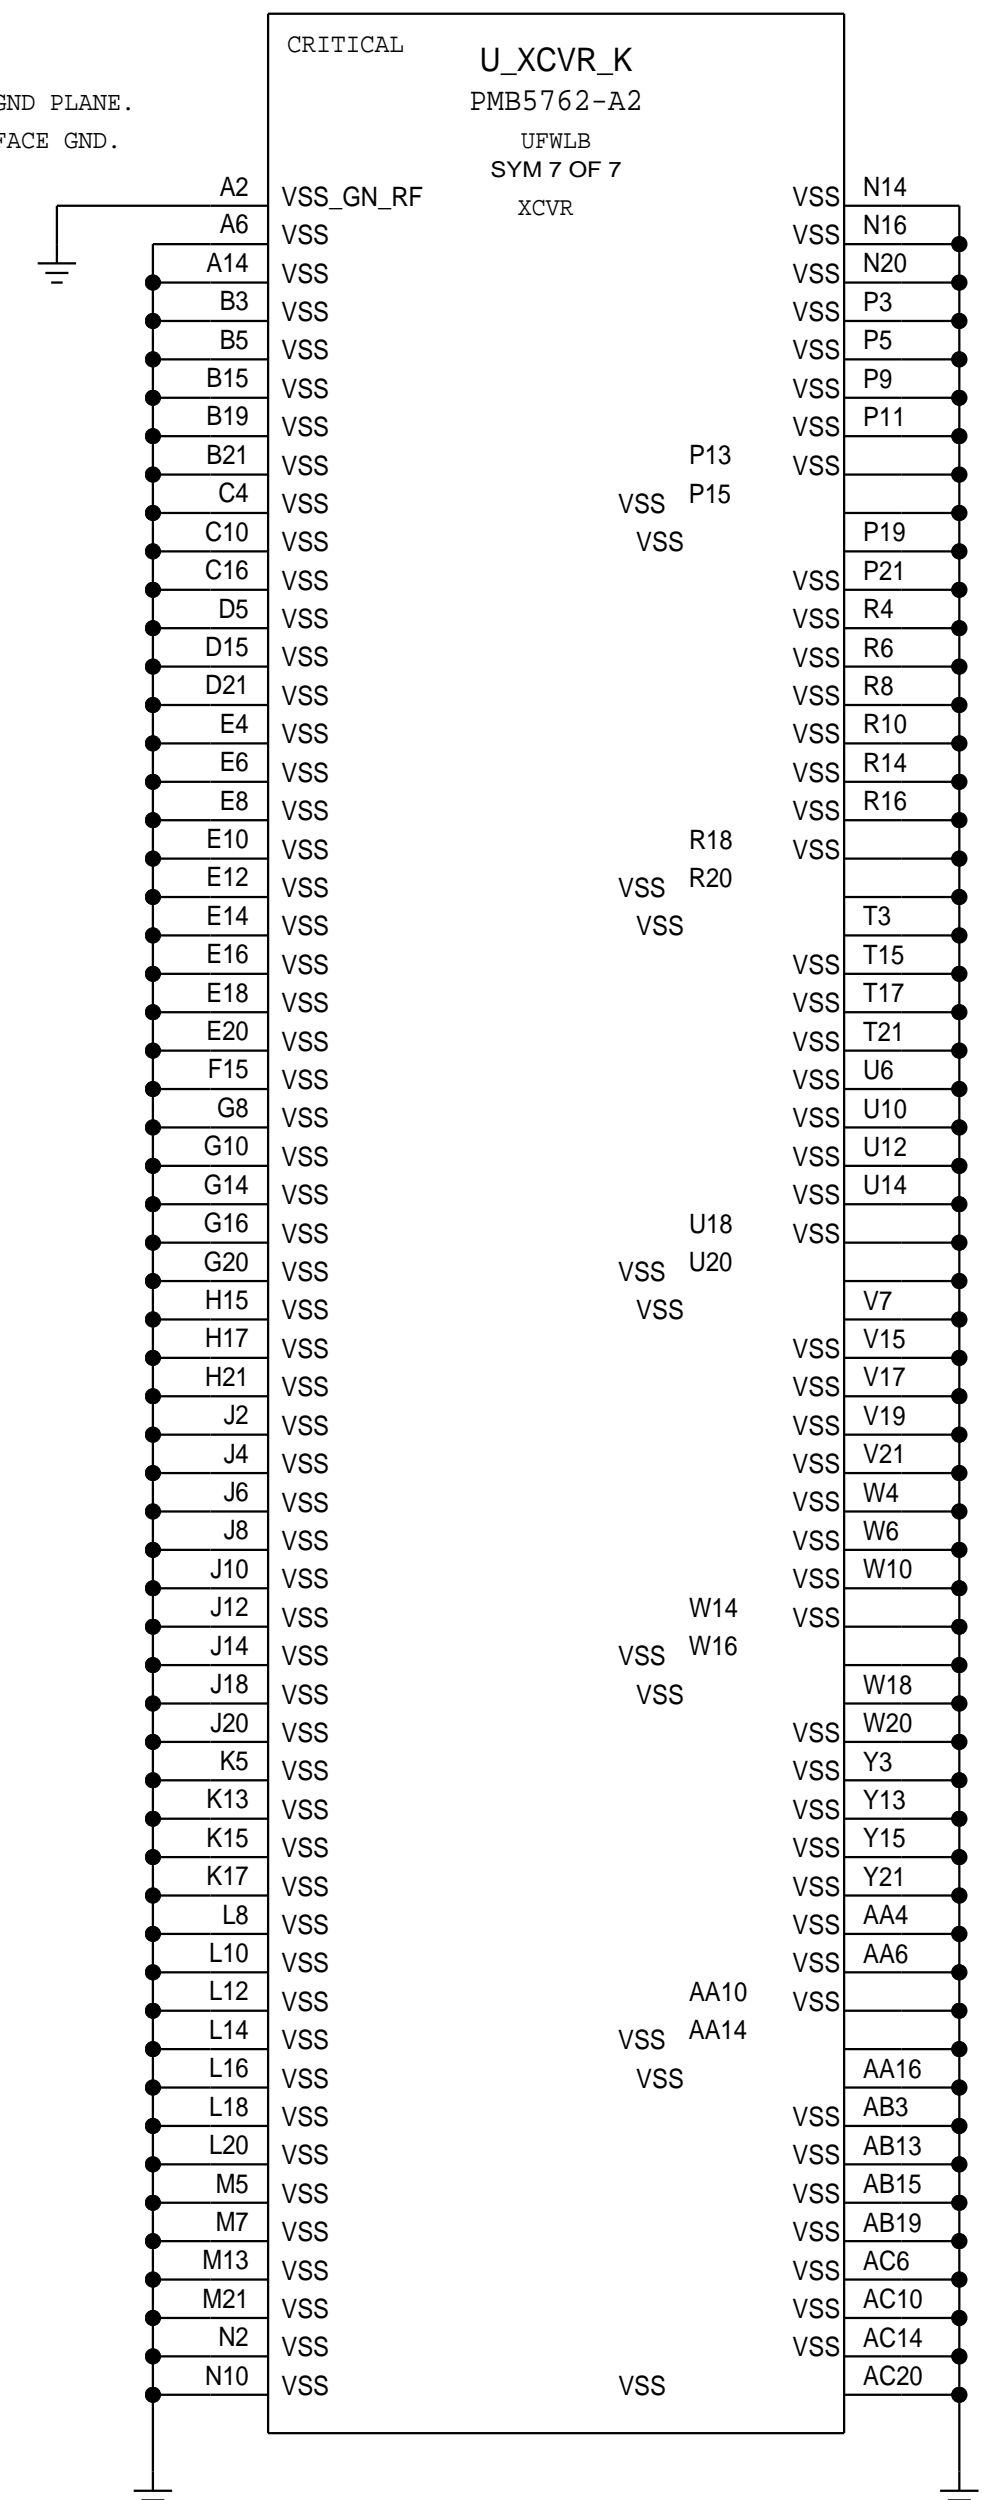 CRITICAL
U_XCVR_K
GND PLANE.
PMB5762-A2
FACE GND.
UFWLB
SYM 7 OF 7
XCVR
A2 VSS_GN_RF VSS N14
A6 VSS VSS N16
A14 VSS VSS N20
B3 VSS VSS P3
B5 VSS VSS P5
B15 VSS VSS P9
B19 VSS VSS P11
B21 VSS P13 VSS
C4 VSS VSS P15
C10 VSS VSS P19
C16 VSS VSS P21
D5 VSS VSS R4
D15 VSS VSS R6
D21 VSS VSS R8
E4 VSS VSS R10
E6 VSS VSS R14
E8 VSS VSS R16
E10 VSS R18 VSS
E12 VSS VSS R20
E14 VSS VSS T3
E16 VSS VSS T15
E18 VSS VSS T17
E20 VSS VSS T21
F15 VSS VSS U6
G8 VSS VSS U10
G10 VSS VSS U12
G14 VSS VSS U14
G16 VSS U18 VSS
G20 VSS VSS U20
H15 VSS VSS V7
H17 VSS VSS V15
H21 VSS VSS V17
J2 VSS VSS V19
J4 VSS VSS V21
J6 VSS VSS W4
J8 VSS VSS W6
J10 VSS VSS W10
J12 VSS W14 VSS
J14 VSS VSS W16
J18 VSS VSS W18
J20 VSS VSS W20
K5 VSS VSS Y3
K13 VSS VSS Y13
K15 VSS VSS Y15
K17 VSS VSS Y21
L8 VSS VSS AA4
L10 VSS VSS AA6
L12 VSS AA10 VSS
L14 VSS VSS AA14
L16 VSS VSS AA16
L18 VSS VSS AB3
L20 VSS VSS AB13
M5 VSS VSS AB15
M7 VSS VSS AB19
M13 VSS VSS AC6
M21 VSS VSS AC10
N2 VSS VSS AC14
N10 VSS VSS AC20